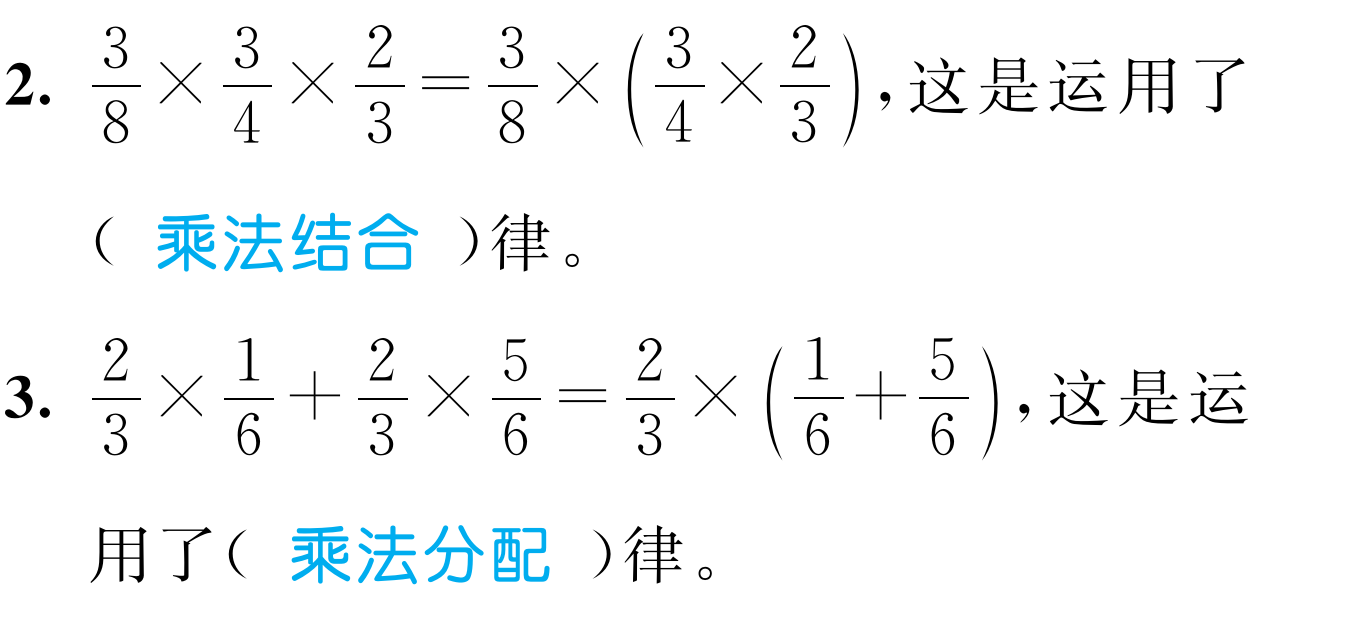 2. 3/8×3/4×2/3=3/8×(3/4×2/3),这是运用了
( 乘法结合 )律。
3. 2/3×1/6+2/3×5/6=2/3×(1/6+5/6),这是运
用了( 乘法分配 )律。